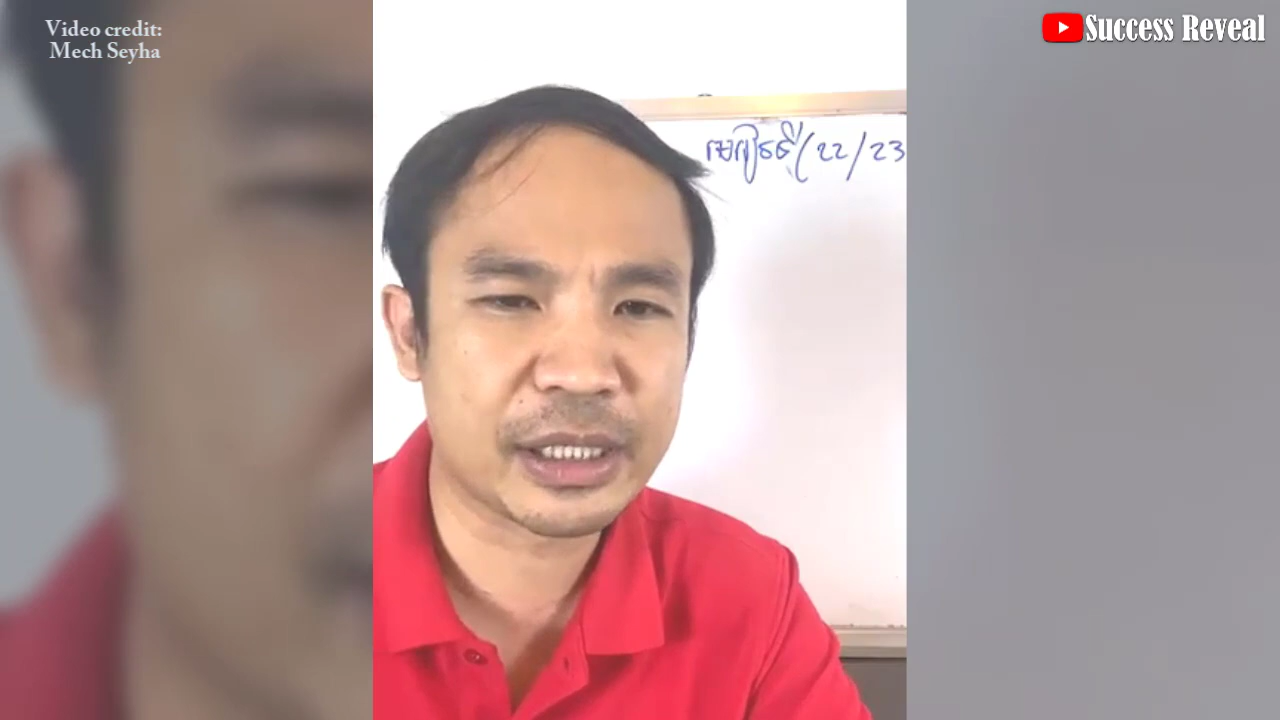 Video credit:
Mech Seyha
Success Reveal
មេរៀនទី(22/23